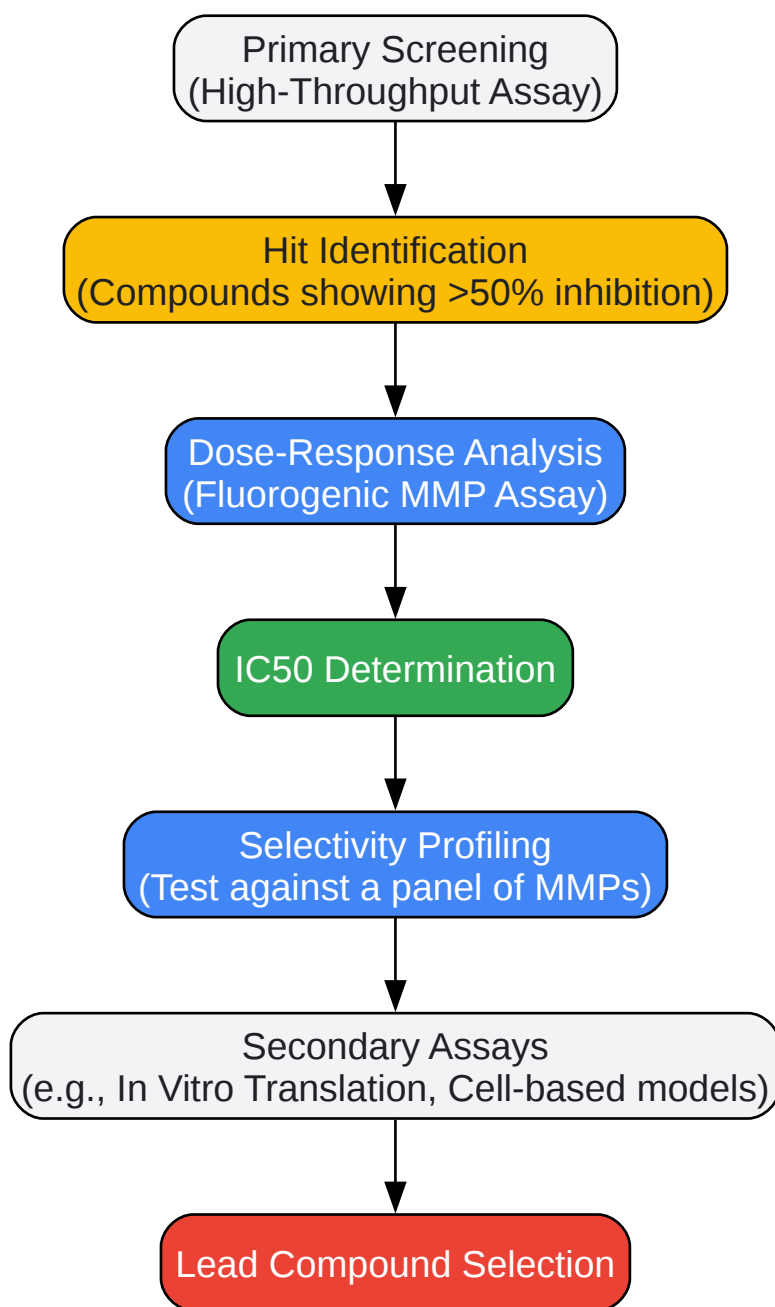 Primary Screening
(High-Throughput Assay)
Hit Identification
(Compounds showing >50% inhibition)
Dose-Response Analysis
(Fluorogenic MMP Assay)
IC50 Determination
Selectivity Profiling
(Test against a panel of MMPs)
Secondary Assays
(e.g., In Vitro Translation, Cell-based models)
Lead Compound Selection